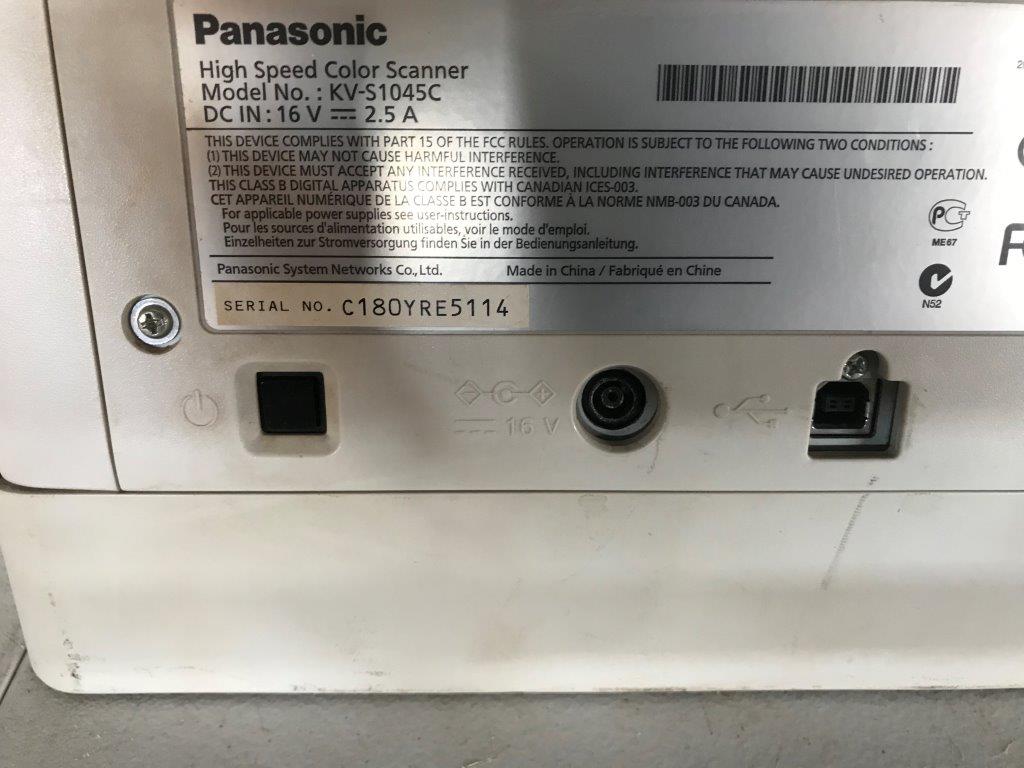 Panasonic
High Speed Color Scanner
Model No. : KV-S1045C
DC IN : 16 V ⎓ 2.5 A
THIS DEVICE COMPLIES WITH PART 15 OF THE FCC RULES. OPERATION IS SUBJECT TO THE FOLLOWING TWO CONDITIONS :
(1) THIS DEVICE MAY NOT CAUSE HARMFUL INTERFERENCE.
(2) THIS DEVICE MUST ACCEPT ANY INTERFERENCE RECEIVED, INCLUDING INTERFERENCE THAT MAY CAUSE UNDESIRED OPERATION.
THIS CLASS B DIGITAL APPARATUS COMPLIES WITH CANADIAN ICES-003.
CET APPAREIL NUMÉRIQUE DE LA CLASSE B EST CONFORME À LA NORME NMB-003 DU CANADA.
For applicable power supplies see user-instructions.
Pour les sources d'alimentation utilisables, voir le mode d'emploi.
Einzelheiten zur Stromversorgung finden Sie in der Bedienungsanleitung.
Panasonic System Networks Co., Ltd. Made in China / Fabriqué en Chine
SERIAL NO. C180YRE5114
ME67
N52
16 V